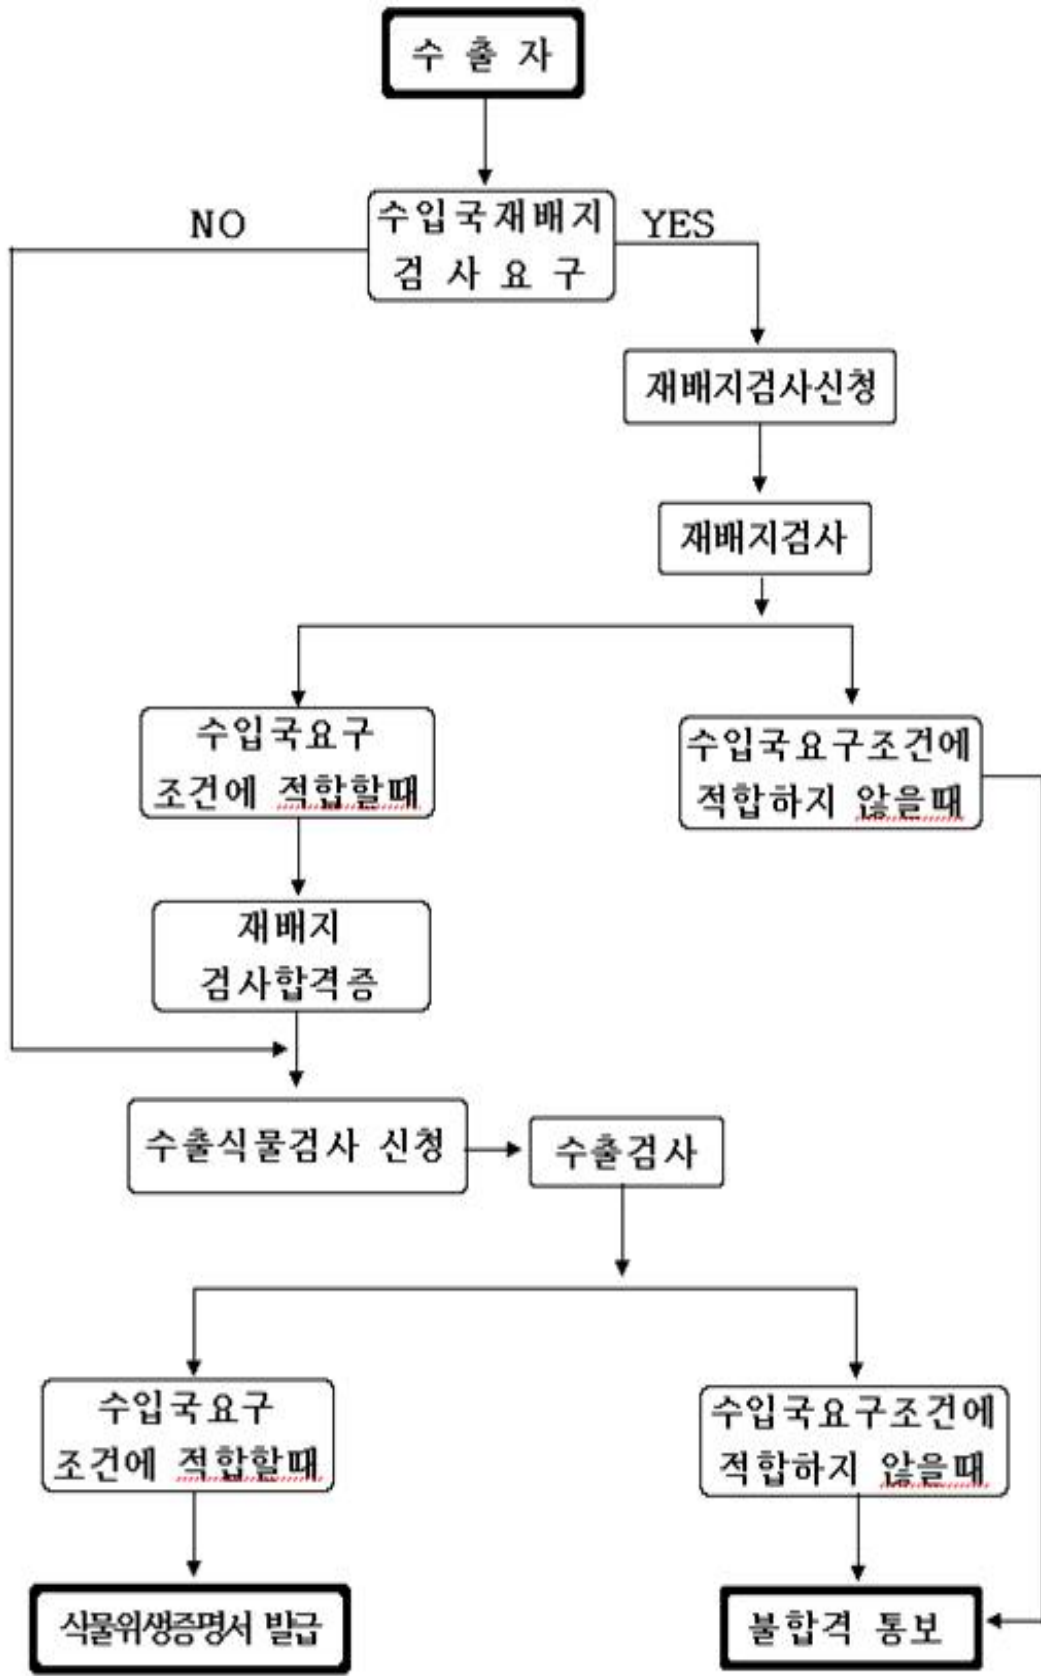 수 출 자
NO
수입국재배지
YES
검 사 요 구
재배지검사신청
재배지검사
수입국요구
조건에 적합할때
수입국요구조건에
적합하지 않을때
재배지
검사합격증
수출식물검사 신청
수출검사
수입국요구
조건에 적합할때
수입국요구조건에
적합하지 않을때
식물위생증명서 발급
불합격 통보